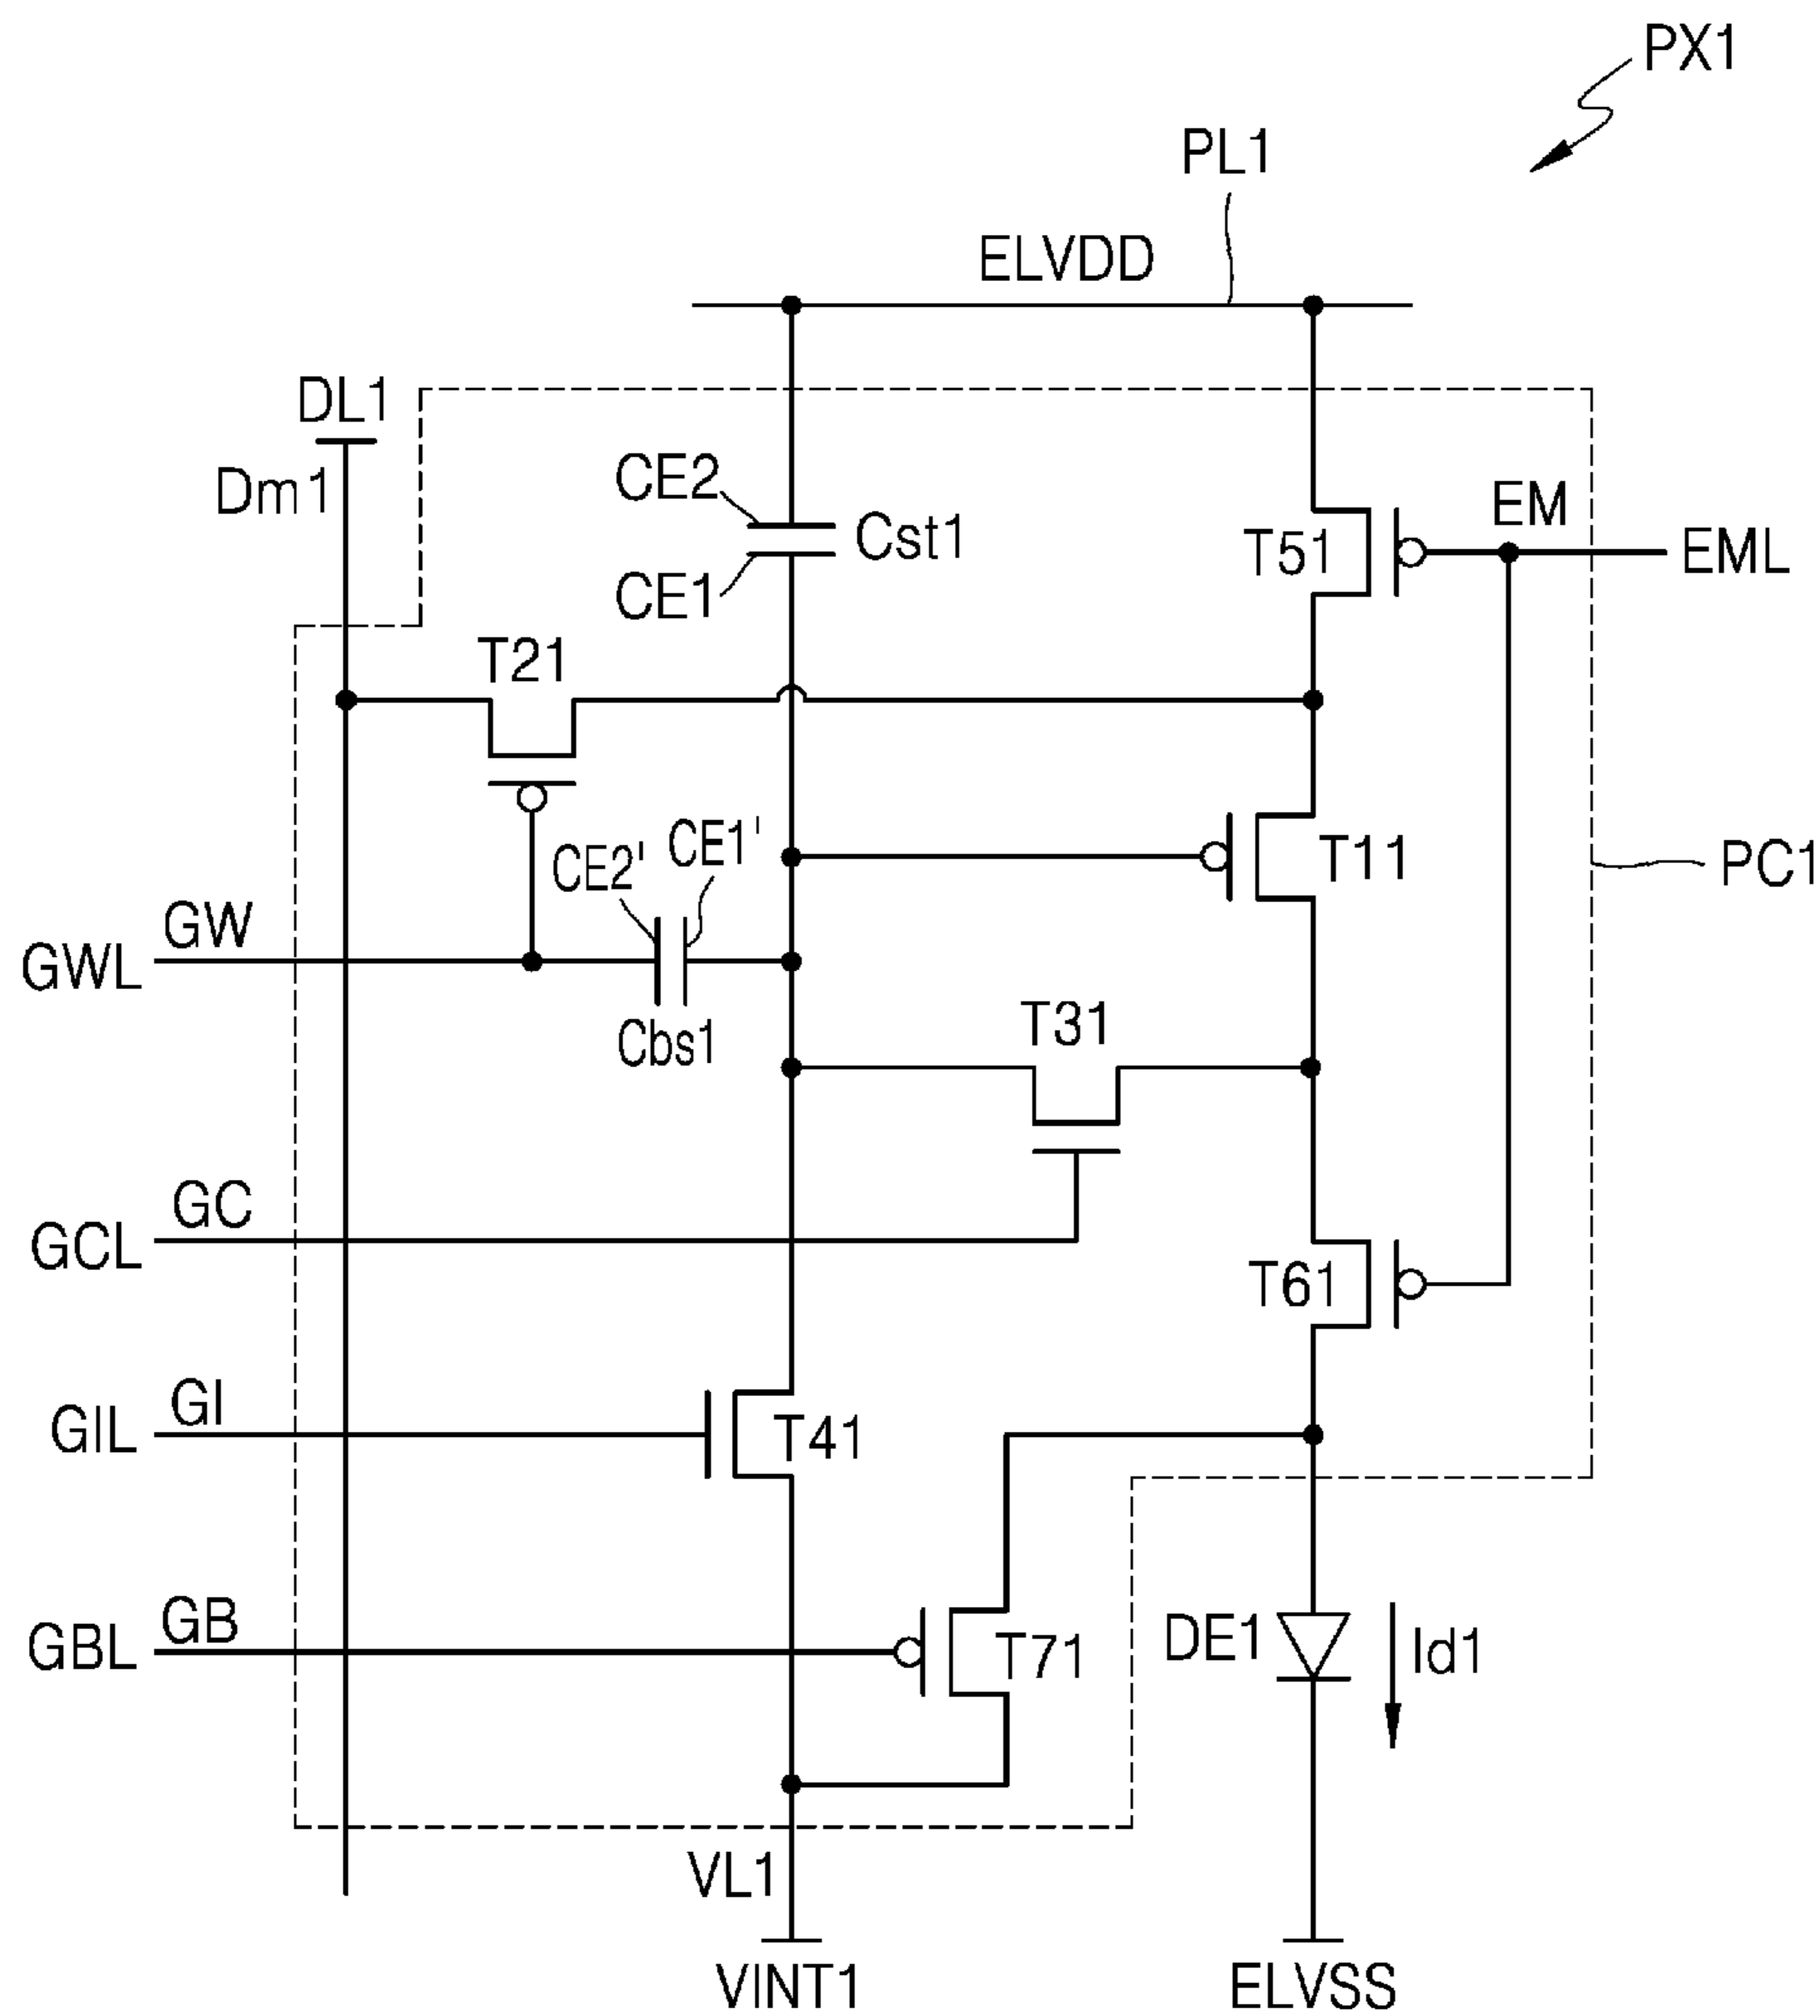 PX1
PL1
ELVDD
DL1
Dm1
CE2
Cst1
CE1
EM
T51
EML
T21
CE1'
CE2'
T11
PC1
GW
GWL
Cbs1
T31
GC
GCL
T61
GI
GIL
T41
GB
GBL
T71
DE1
Id1
VL1
VINT1
ELVSS